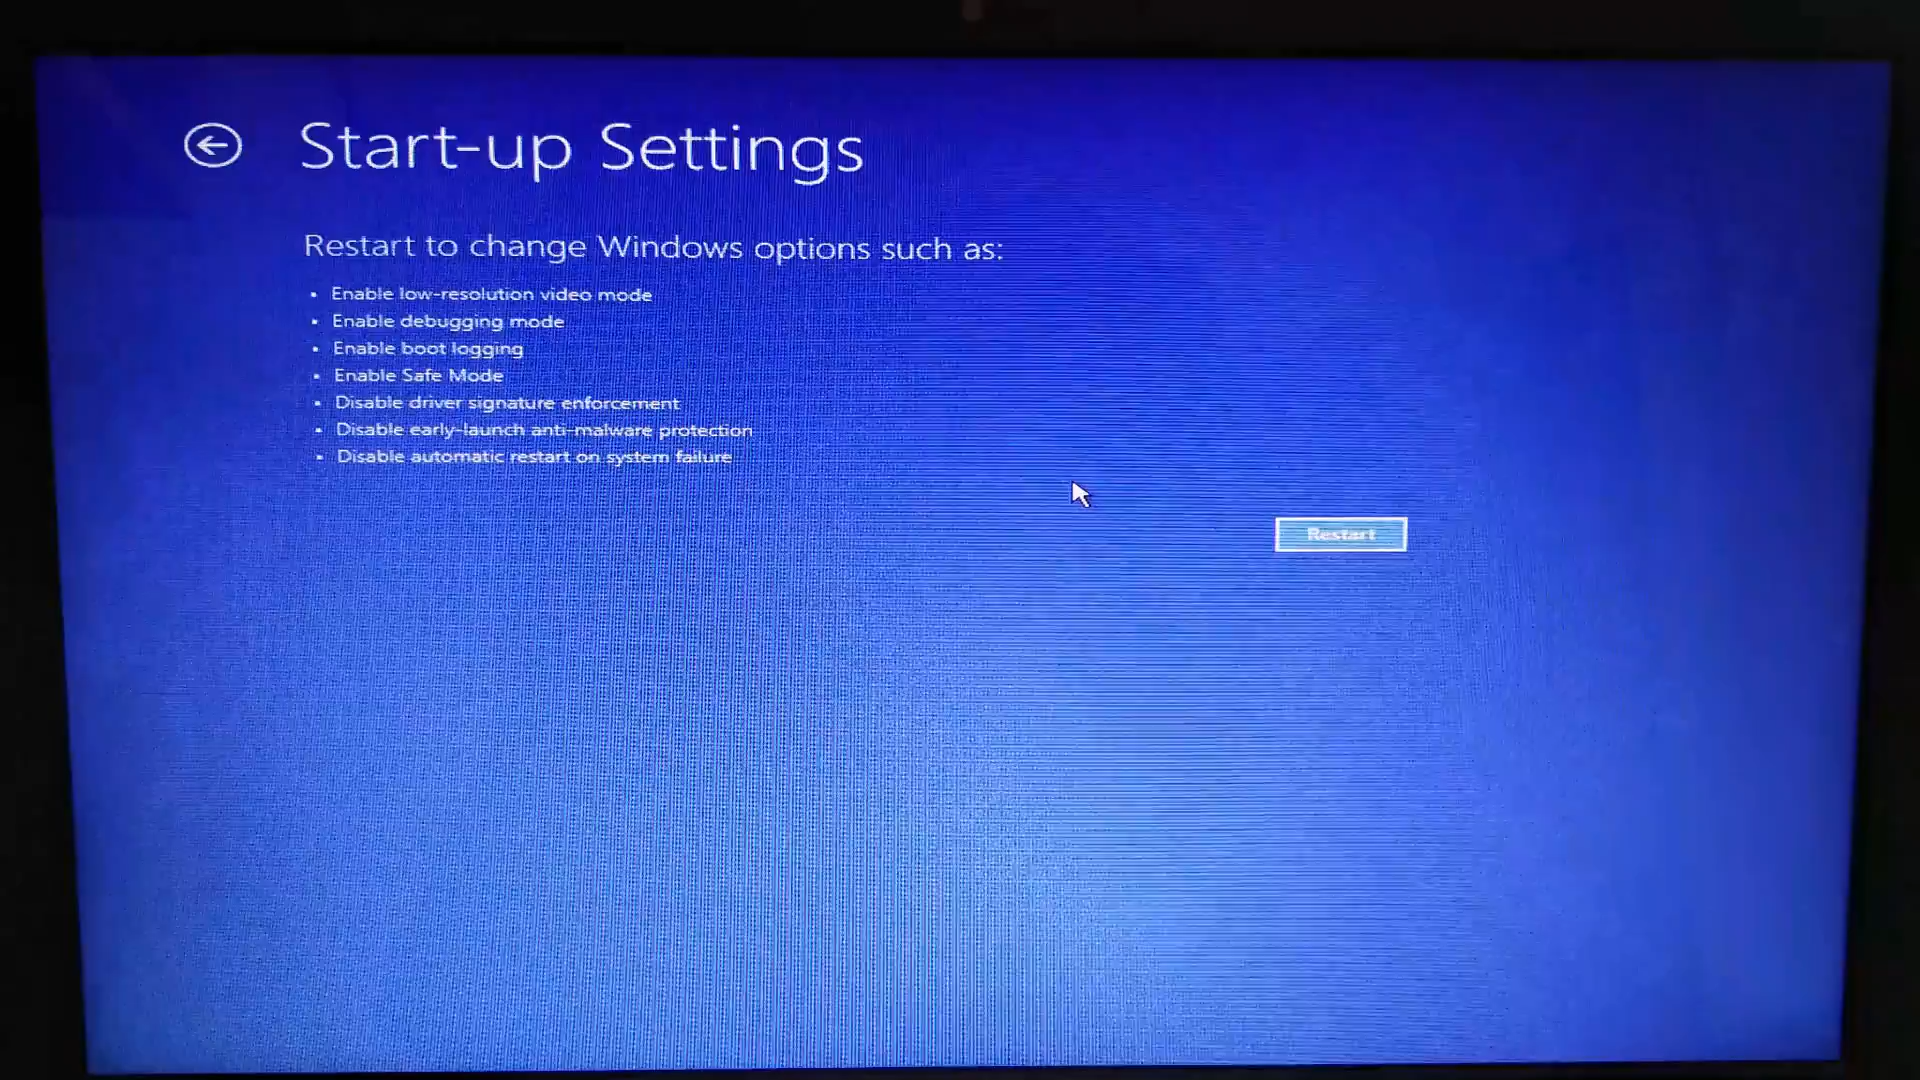 Start-up Settings
Restart to change Windows options such as:
• Enable low-resolution video mode
• Enable debugging mode
• Enable boot logging
• Enable Safe Mode
• Disable driver signature enforcement
• Disable early-launch anti-malware protection
• Disable automatic restart on system failure
Restart